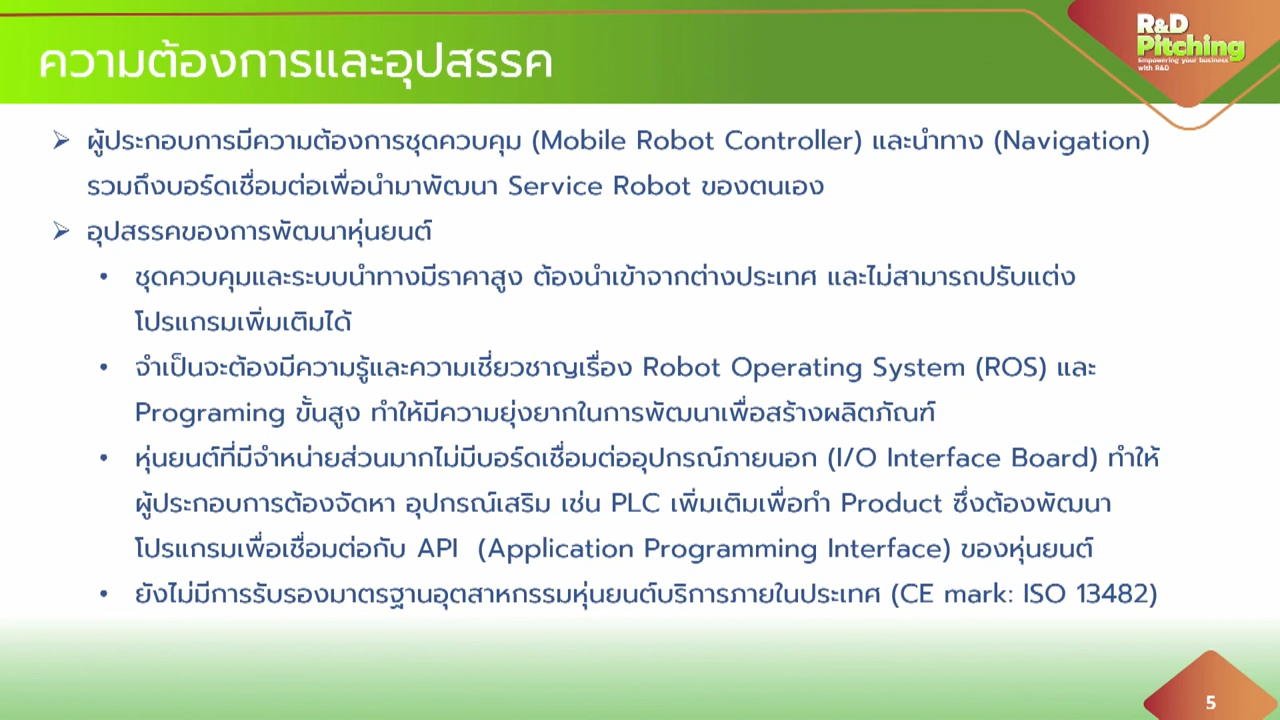 ความต้องการและอุปสรรค
R&D
Pitching
Empowering your business
with R&D
➢ ผู้ประกอบการมีความต้องการชุดควบคุม (Mobile Robot Controller) และนำทาง (Navigation)
รวมถึงบอร์ดเชื่อมต่อเพื่อนำมาพัฒนา Service Robot ของตนเอง
➢ อุปสรรคของการพัฒนาหุ่นยนต์
• ชุดควบคุมและระบบนำทางมีราคาสูง ต้องนำเข้าจากต่างประเทศ และไม่สามารถปรับแต่ง
โปรแกรมเพิ่มเติมได้
• จำเป็นจะต้องมีความรู้และความเชี่ยวชาญเรื่อง Robot Operating System (ROS) และ
Programing ขั้นสูง ทำให้มีความยุ่งยากในการพัฒนาเพื่อสร้างผลิตภัณฑ์
• หุ่นยนต์ที่มีจำหน่ายส่วนมากไม่มีบอร์ดเชื่อมต่ออุปกรณ์ภายนอก (I/O Interface Board) ทำให้
ผู้ประกอบการต้องจัดหา อุปกรณ์เสริม เช่น PLC เพิ่มเติมเพื่อทำ Product ซึ่งต้องพัฒนา
โปรแกรมเพื่อเชื่อมต่อกับ API (Application Programming Interface) ของหุ่นยนต์
• ยังไม่มีการรับรองมาตรฐานอุตสาหกรรมหุ่นยนต์บริการภายในประเทศ (CE mark: ISO 13482)
5